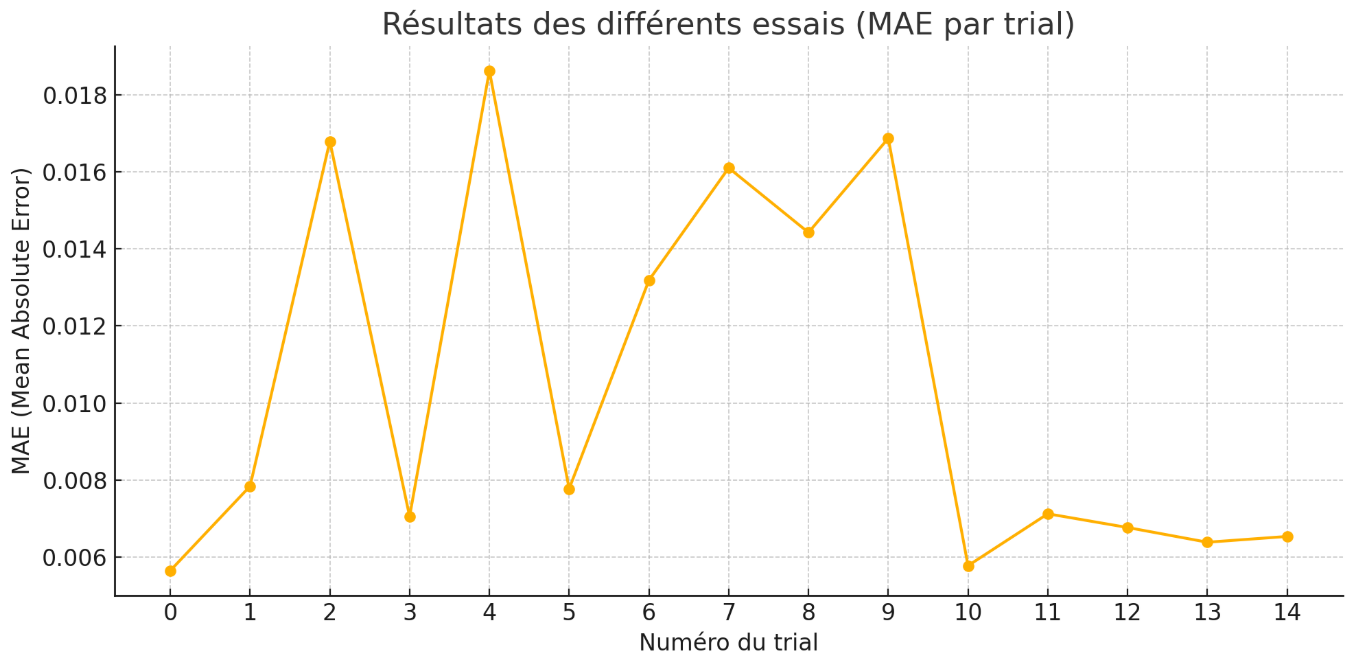 Résultats des différents essais (MAE par trial)
MAE (Mean Absolute Error)
0.018
0.016
0.014
0.012
0.010
0.008
0.006
0 1 2 3 4 5 6 7 8 9 10 11 12 13 14
Numéro du trial